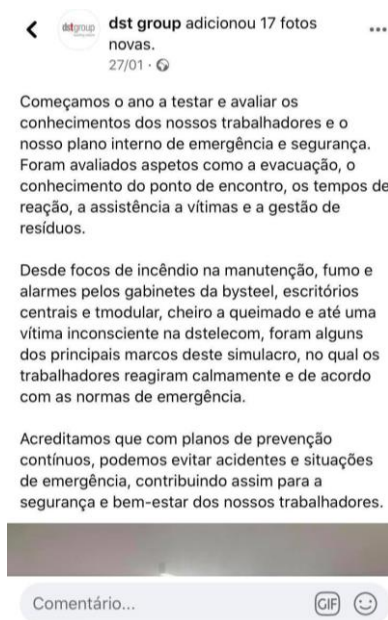 dst group adicionou 17 fotos
novas.
27/01 ·
dstgroup
Começamos o ano a testar e avaliar os
conhecimentos dos nossos trabalhadores e o
nosso plano interno de emergência e segurança.
Foram avaliados aspetos como a evacuação, o
conhecimento do ponto de encontro, os tempos de
reação, a assistência a vítimas e a gestão de
resíduos.
Desde focos de incêndio na manutenção, fumo e
alarmes pelos gabinetes da bysteel, escritórios
centrais e tmodular, cheiro a queimado e até uma
vítima inconsciente na dstelecom, foram alguns
dos principais marcos deste simulacro, no qual os
trabalhadores reagiram calmamente e de acordo
com as normas de emergência.
Acreditamos que com planos de prevenção
contínuos, podemos evitar acidentes e situações
de emergência, contribuindo assim para a
segurança e bem-estar dos nossos trabalhadores.
Comentário...
GIF